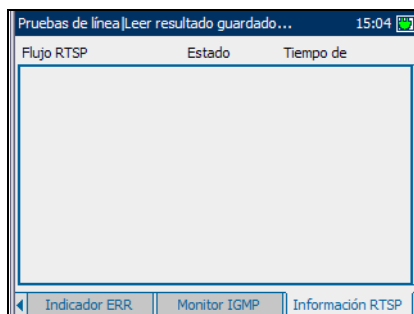 Pruebas de línea|Leer resultado guardado... 15:04
Flujo RTSP Estado Tiempo de
Indicador ERR Monitor IGMP Información RTSP